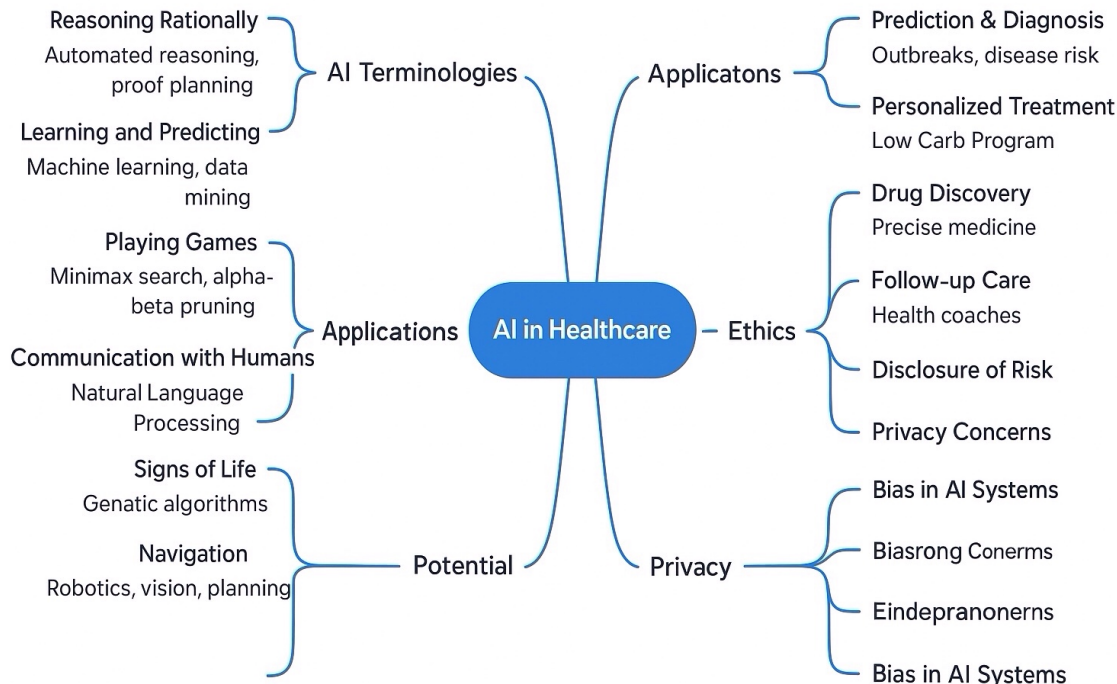 AI in Healthcare
AI Terminologies
Reasoning Rationally
Automated reasoning,
proof planning
Learning and Predicting
Machine learning, data
mining
Applications
Playing Games
Minimax search, alpha-
beta pruning
Communication with Humans
Natural Language
Processing
Potential
Signs of Life
Genatic algorithms
Navigation
Robotics, vision, planning
Applicatons
Prediction & Diagnosis
Outbreaks, disease risk
Personalized Treatment
Low Carb Program
Ethics
Drug Discovery
Precise medicine
Follow-up Care
Health coaches
Disclosure of Risk
Privacy Concerns
Privacy
Bias in AI Systems
Biasrong Conerms
Eindepranonerns
Bias in AI Systems